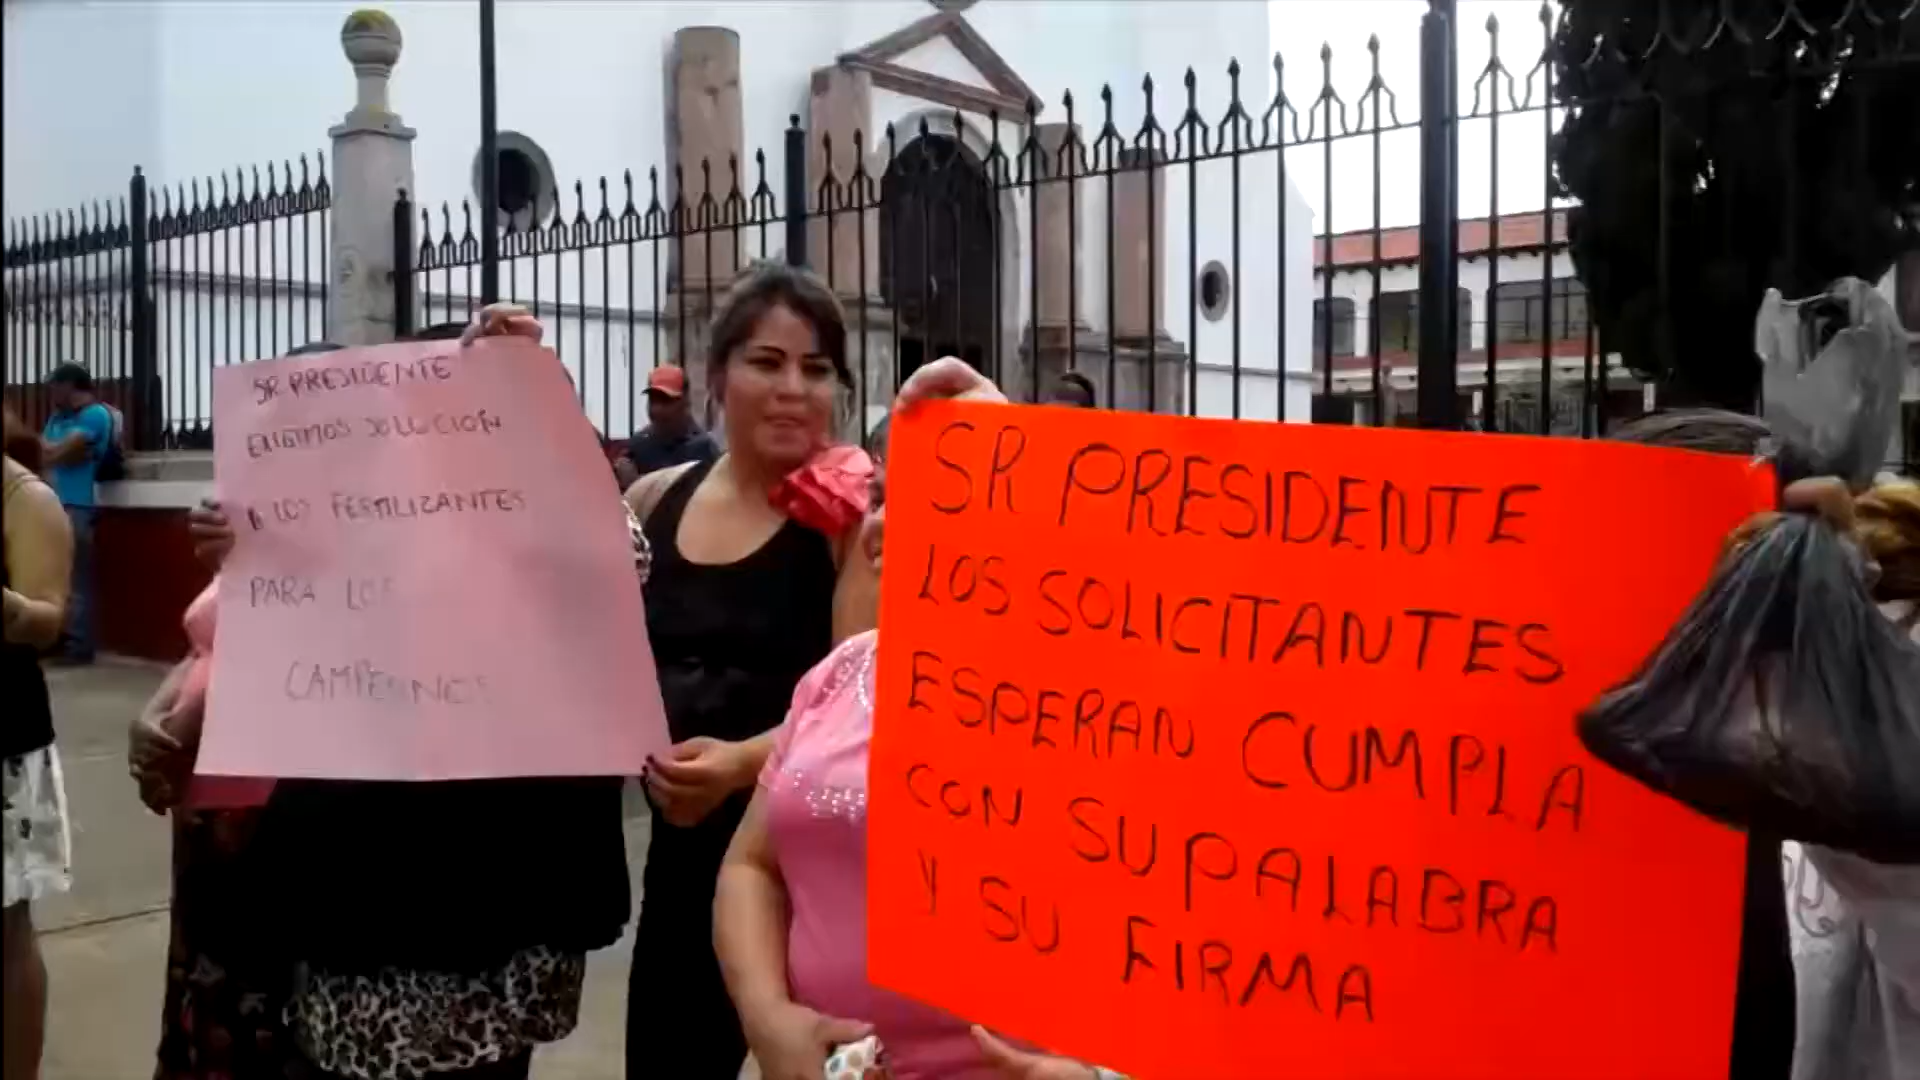 SR PRESIDENTE
EXIGIMOS SOLUCIÓN
A LOS FERTILIZANTES
PARA LOS
CAMPESINOS
SR PRESIDENTE
LOS SOLICITANTES
ESPERAN CUMPLA
CON SU PALABRA
Y SU FIRMA